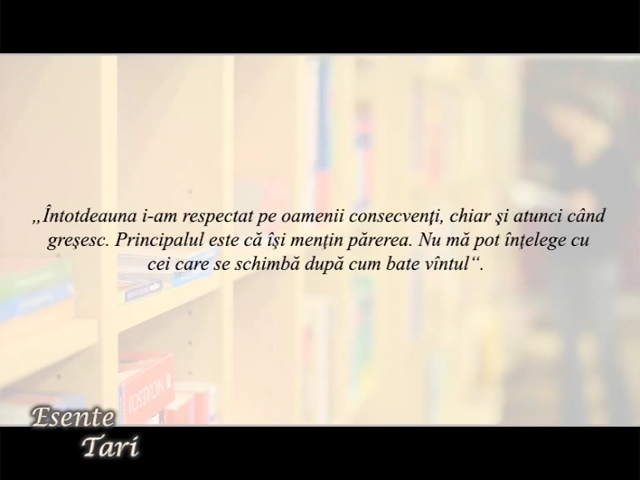 „Întotdeauna i-am respectat pe oamenii consecvenţi, chiar şi atunci când
greşesc. Principalul este că îşi menţin părerea. Nu mă pot înţelege cu
cei care se schimbă după cum bate vîntul“.
Esente
Tari